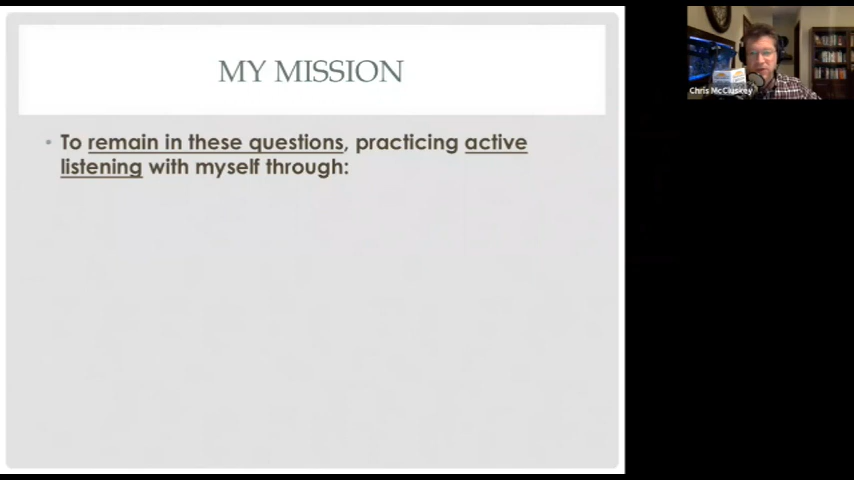 MY MISSION
• To remain in these questions, practicing active
listening with myself through:
Chris McCluskey